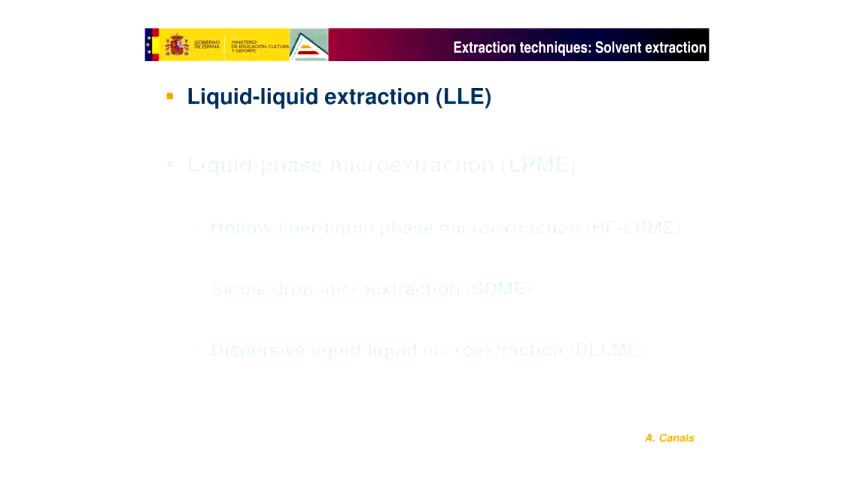 GOBIERNO
DE ESPAÑA
MINISTERIO
DE EDUCACIÓN, CULTURA
Y DEPORTE
Extraction techniques: Solvent extraction
▪ Liquid-liquid extraction (LLE)
▪ Liquid-phase microextraction (LPME)
- Hollow fiber-liquid phase microextraction (HF-LPME)
Single drop microextraction (SDME)
- Dispersive liquid-liquid microextraction (DLLME)
A. Canals